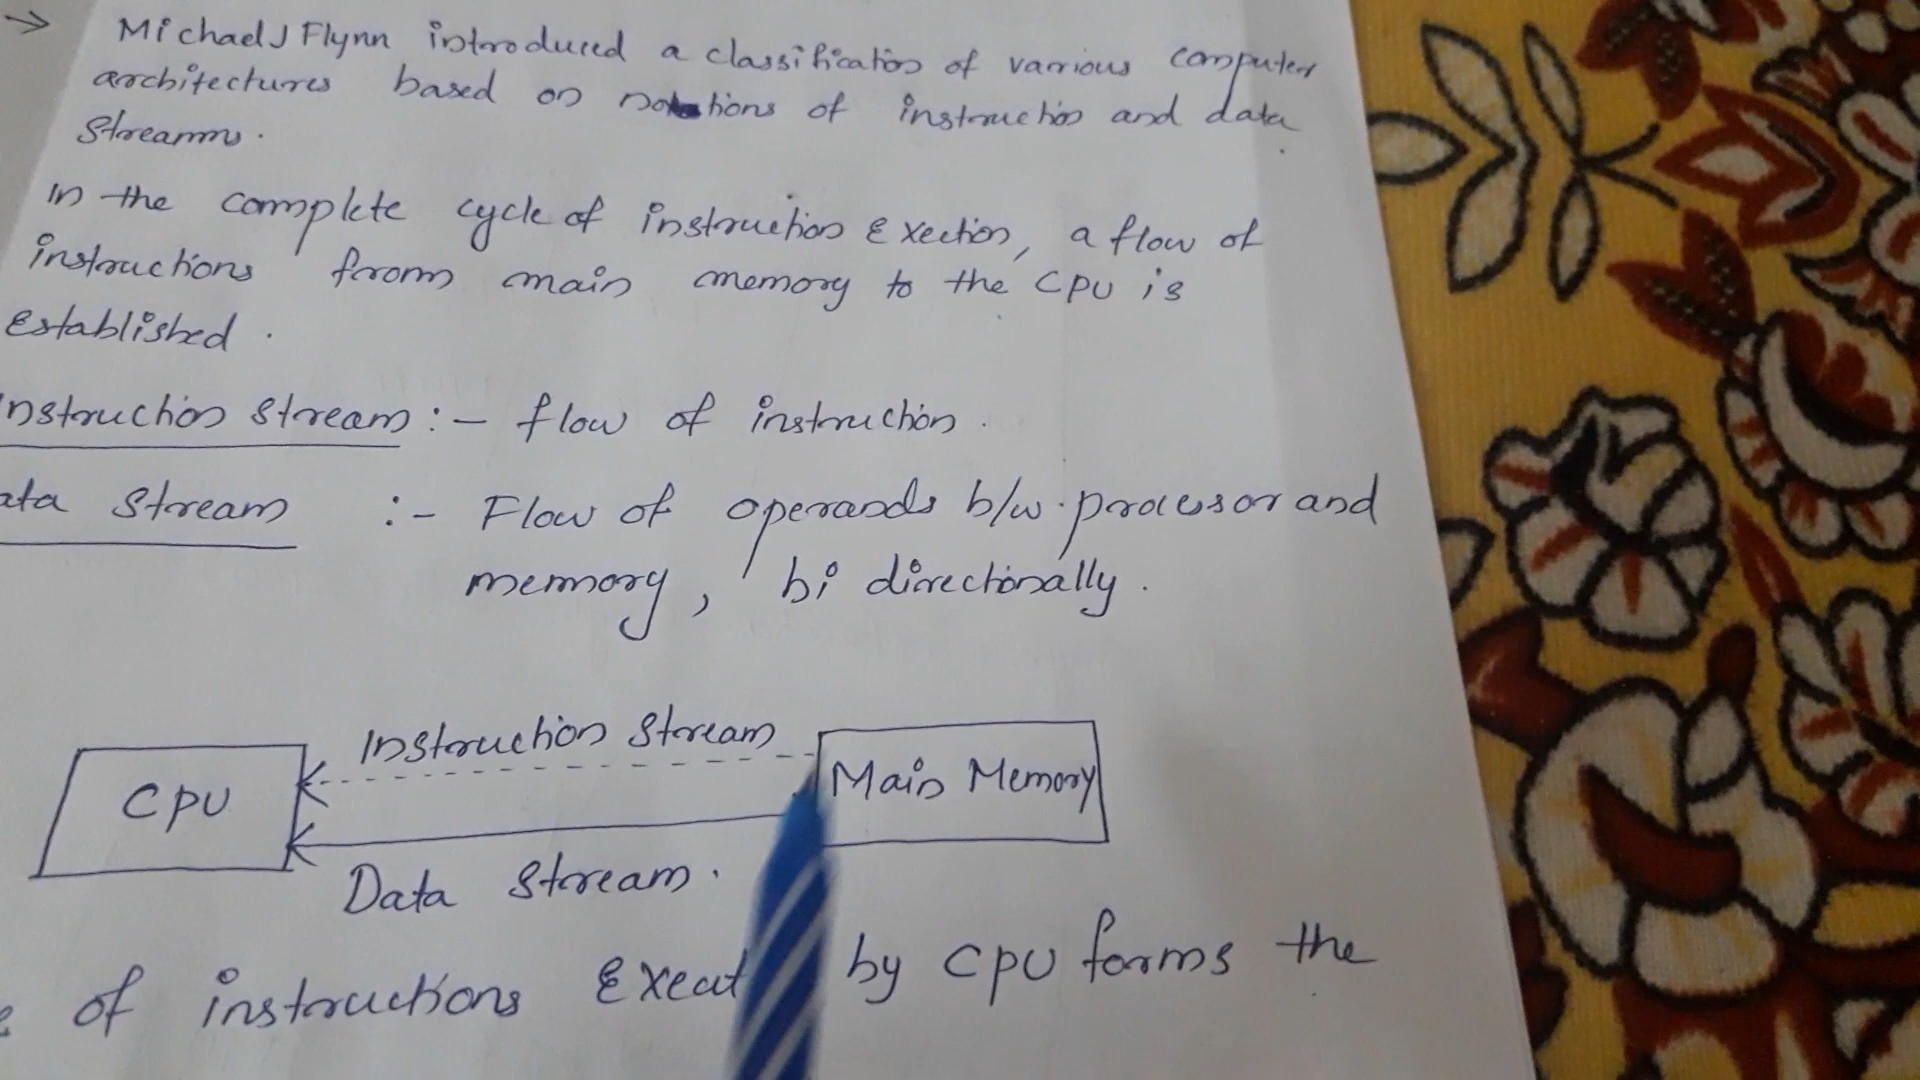 → Michael J Flynn introduced a classification of various computer
architectures based on notations of instruction and data
Streams.
In the complete cycle of instruction Exection, a flow of
instructions from main memory to the CPU is
Established.
nstruction Stream :- flow of instruction.
ata Stream :- Flow of operands b/w processor and
memory, bi directionally.
Instruction Stream
CPU
Main Memory
Data Stream.
of instructions Execut by CPU forms the